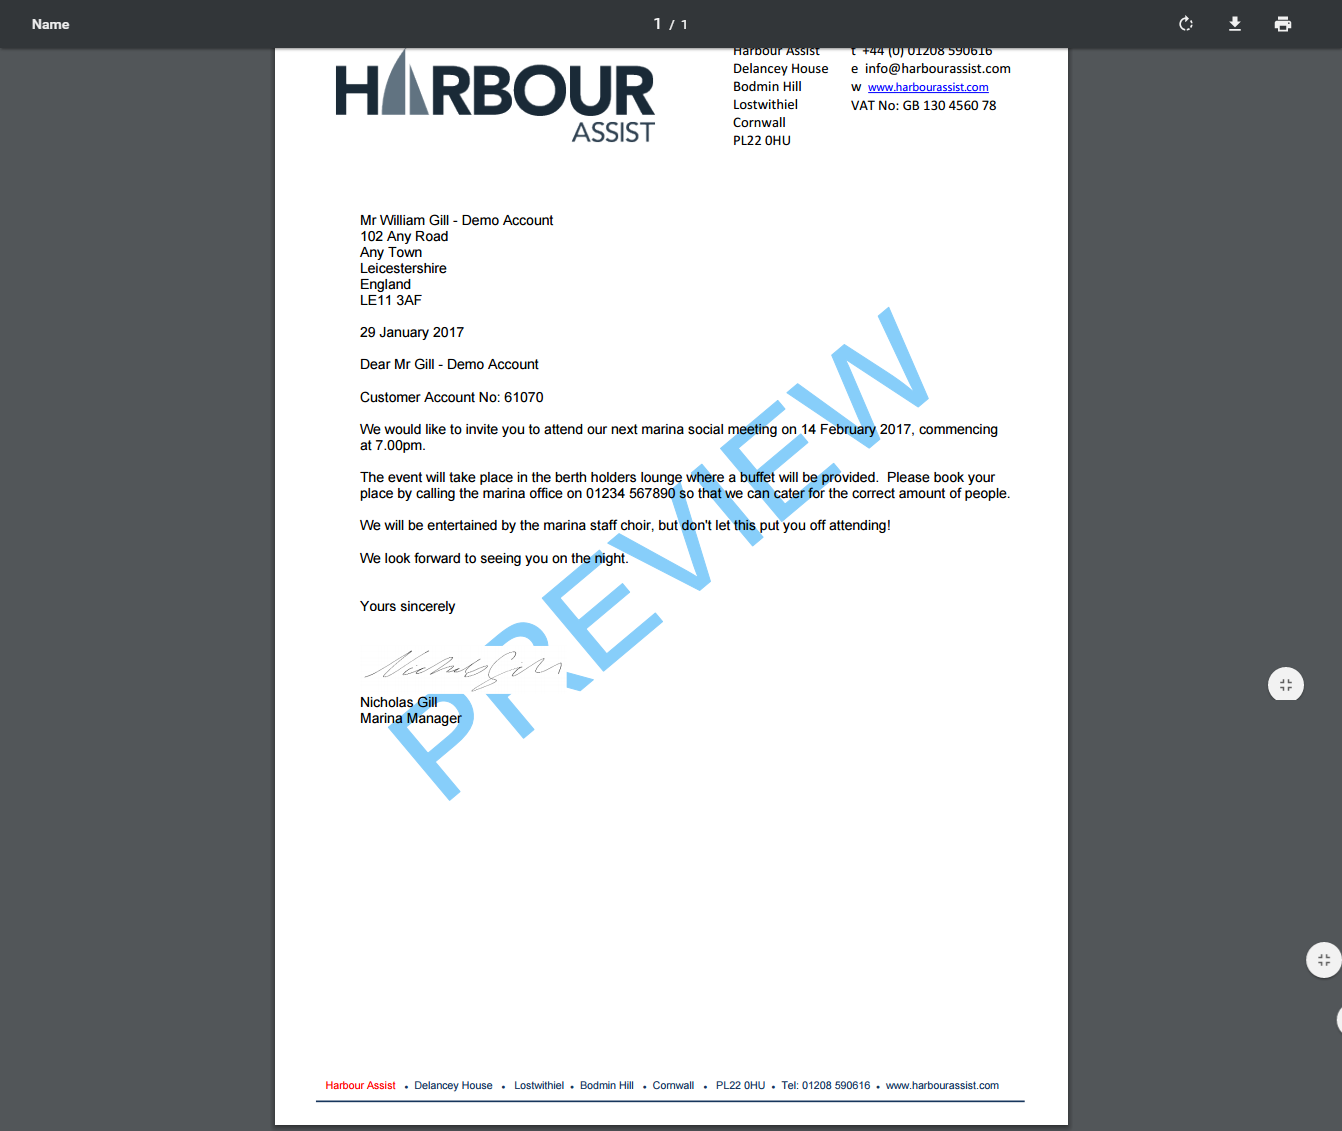 Name
1 / 1
HARBOUR
ASSIST
Harbour Assist
Delancey House
Bodmin Hill
Lostwithiel
Cornwall
PL22 0HU
t +44 (0) 01208 590616
e info@harbourassist.com
w www.harbourassist.com
VAT No: GB 130 4560 78
Mr William Gill - Demo Account
102 Any Road
Any Town
Leicestershire
England
LE11 3AF
29 January 2017
Dear Mr Gill - Demo Account
Customer Account No: 61070
We would like to invite you to attend our next marina social meeting on 14 February 2017, commencing
at 7.00pm.
The event will take place in the berth holders lounge where a buffet will be provided.  Please book your
place by calling the marina office on 01234 567890 so that we can cater for the correct amount of people.
We will be entertained by the marina staff choir, but don't let this put you off attending!
We look forward to seeing you on the night.
Yours sincerely
Nicholas Gill
Nicholas Gill
Marina Manager
PREVIEW
Harbour Assist • Delancey House • Lostwithiel • Bodmin Hill • Cornwall • PL22 0HU • Tel: 01208 590616 • www.harbourassist.com